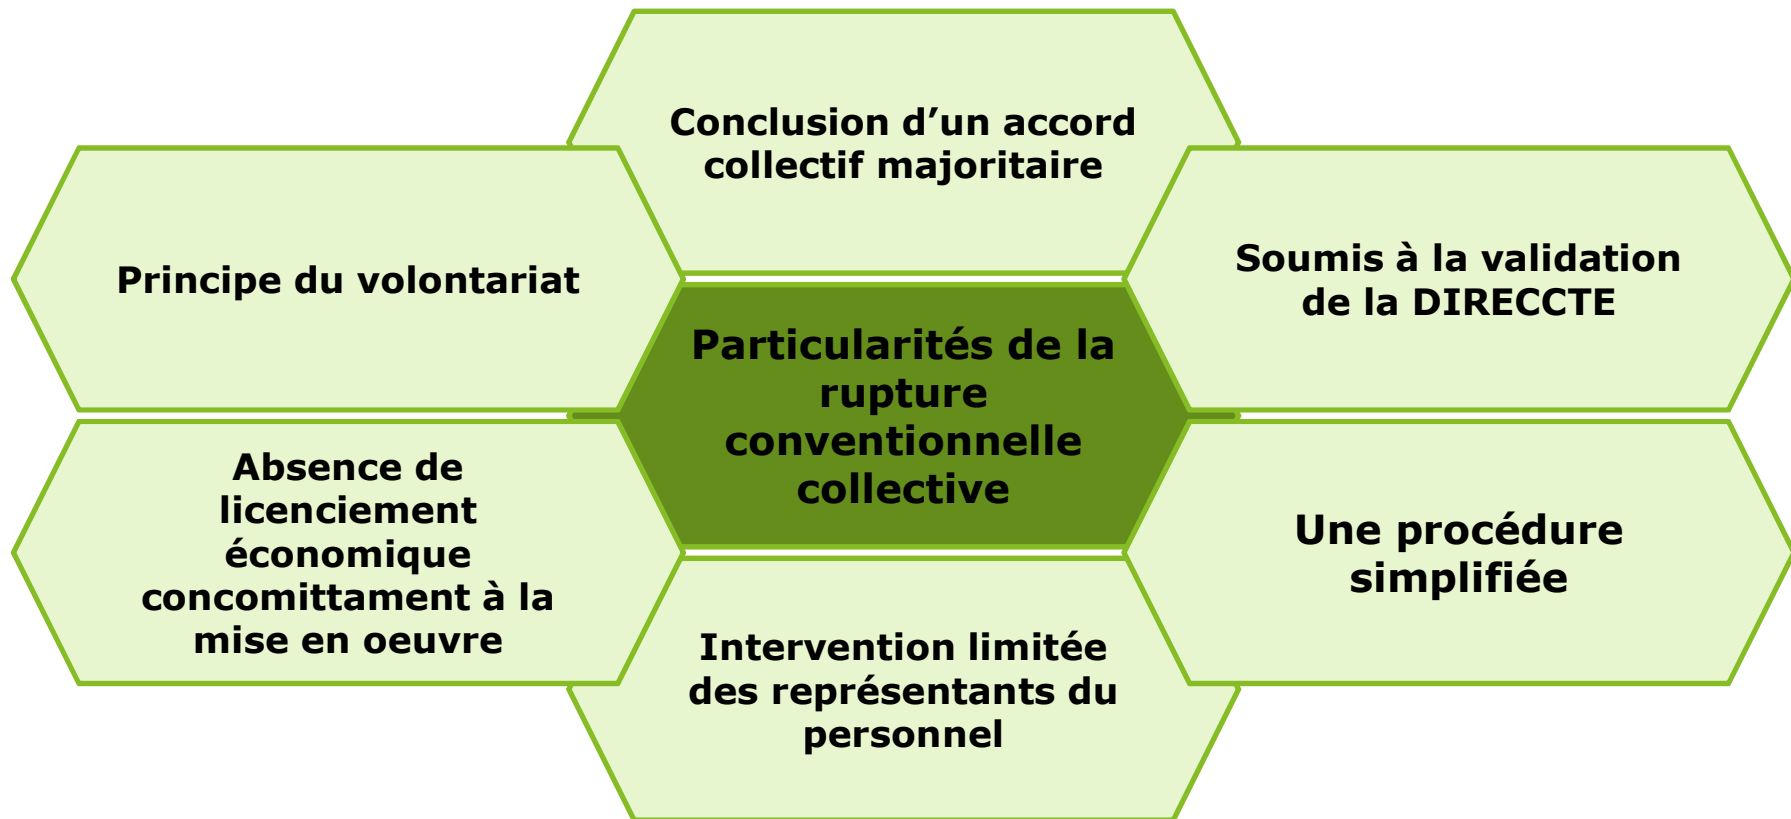 Conclusion d’un accord
collectif majoritaire
Principe du volontariat
Soumis à la validation
de la DIRECCTE
Particularités de la
rupture
conventionnelle
collective
Absence de
licenciement
économique
concomittament à la
mise en oeuvre
Une procédure
simplifiée
Intervention limitée
des représentants du
personnel